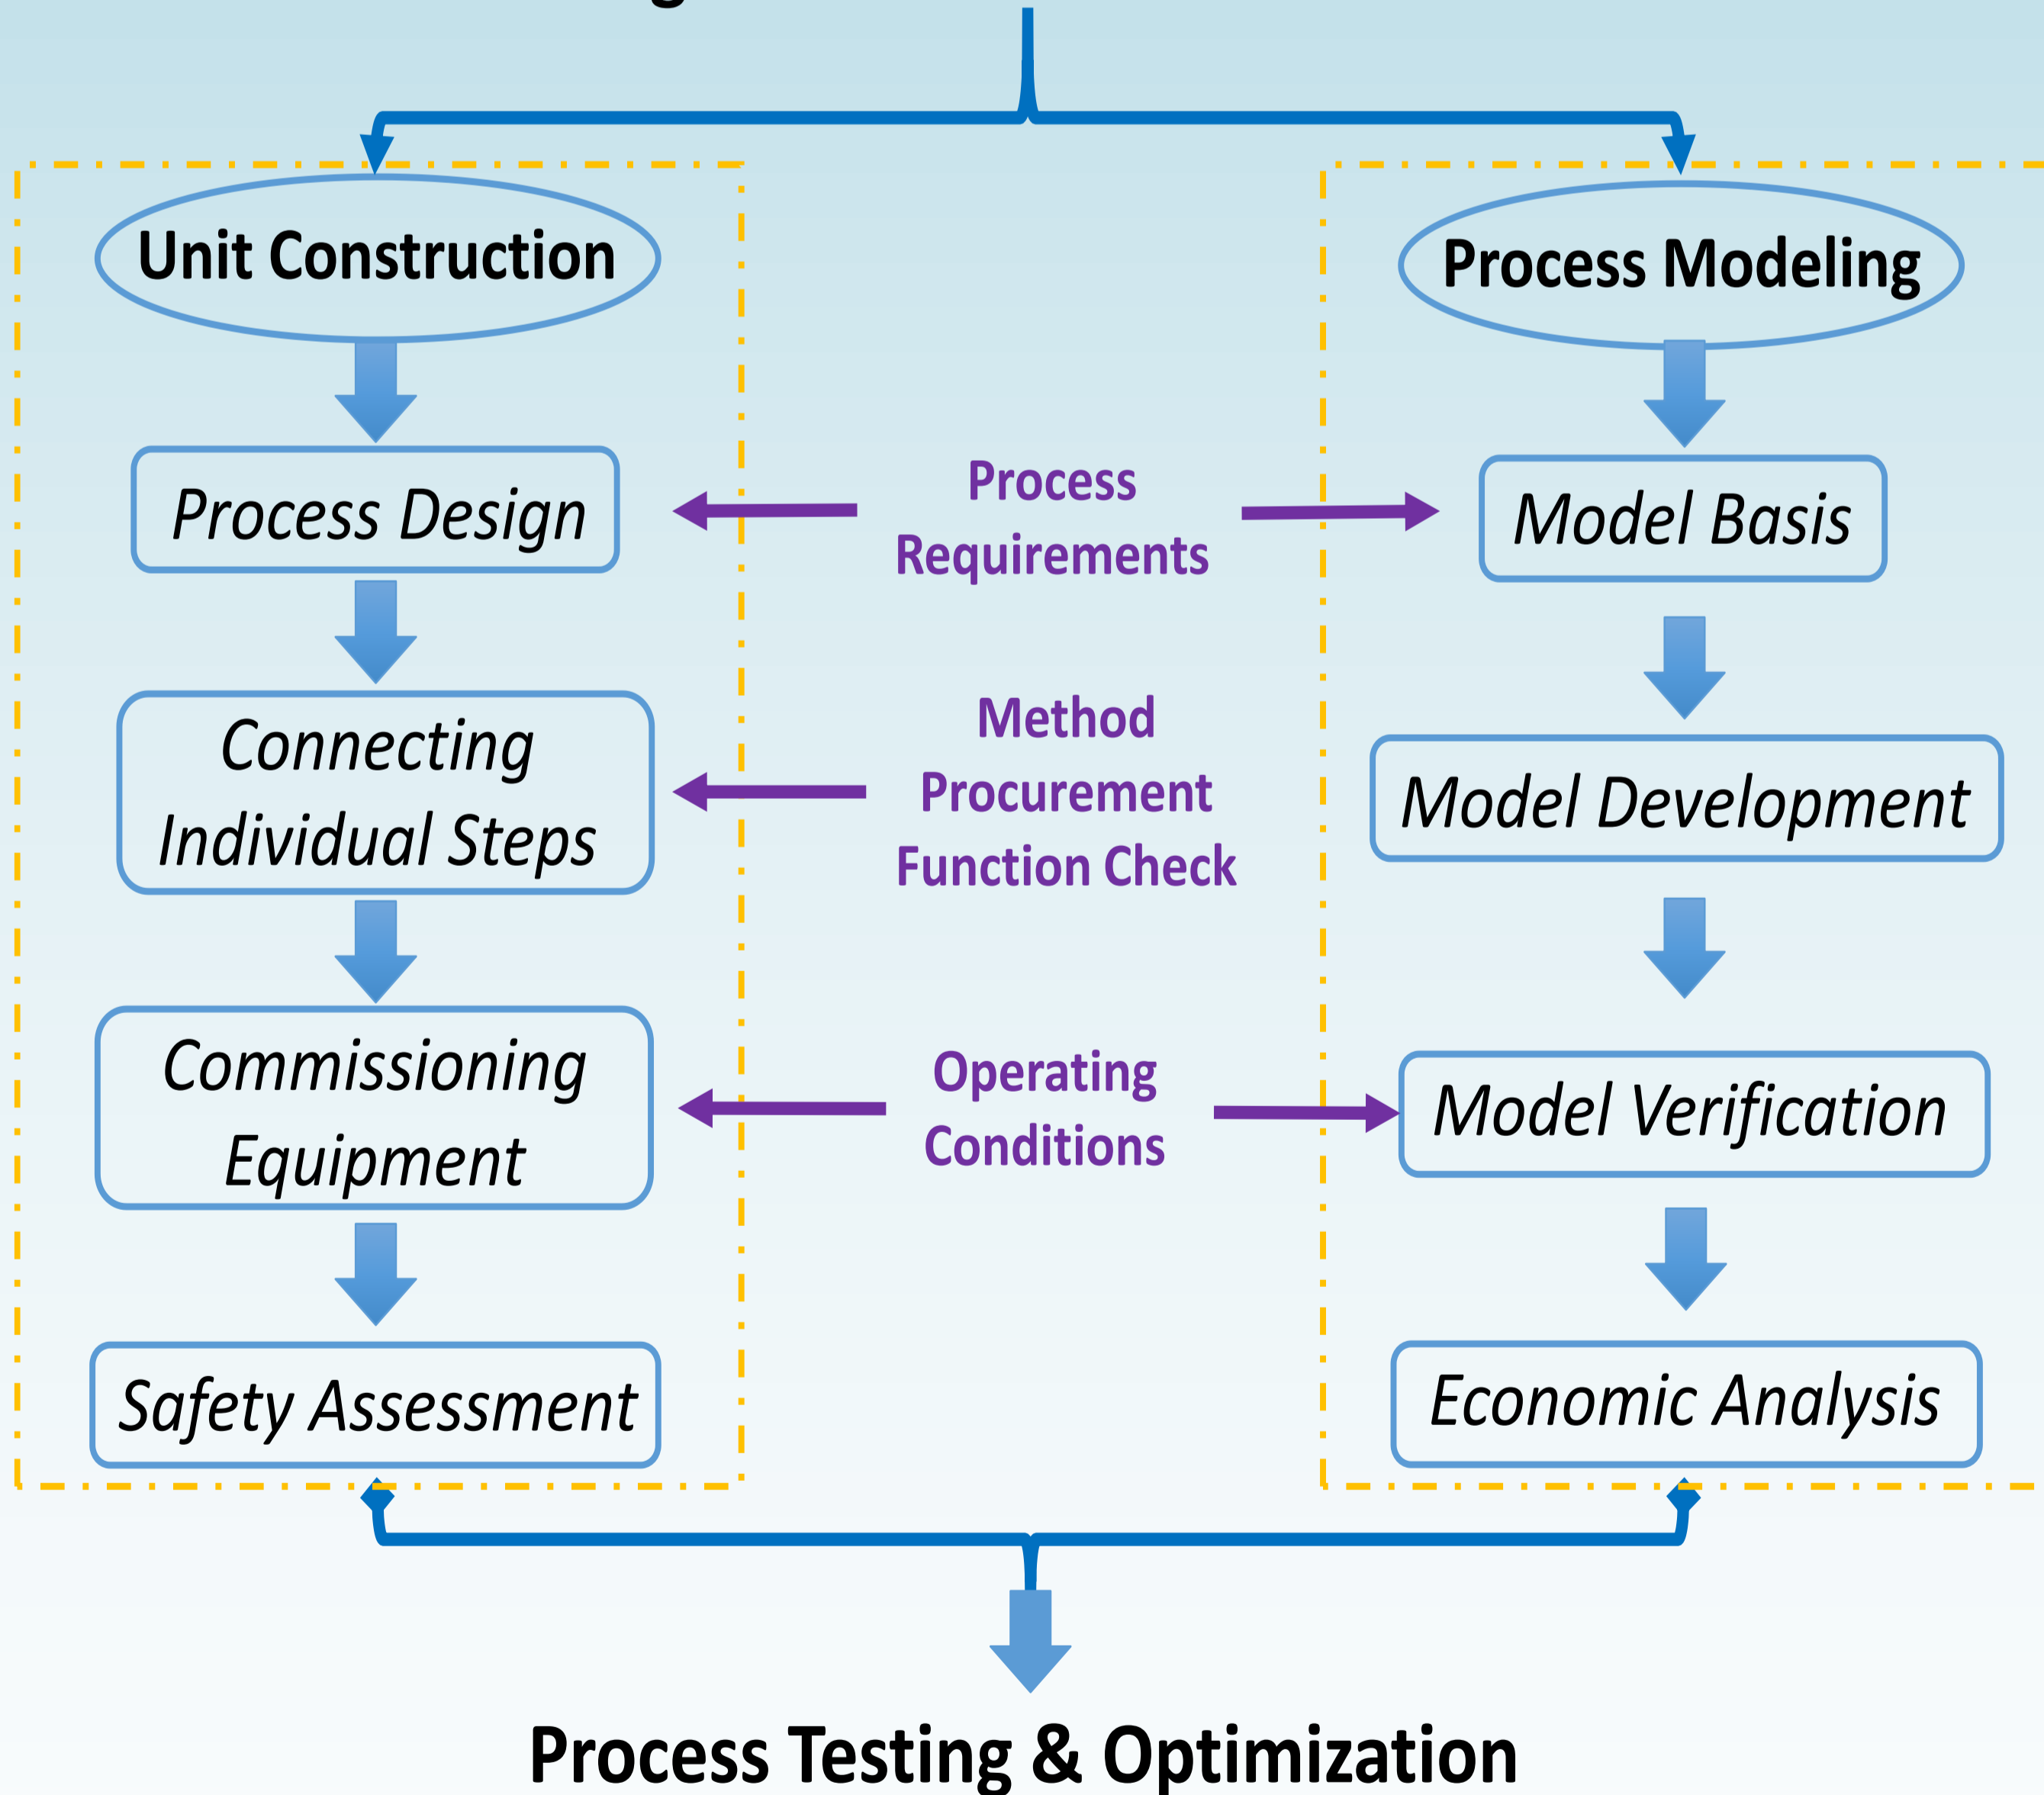 Unit Construction
Process Modeling
Process Design
Process
Requirements
Model Basis
Connecting
Individual Steps
Method
Procurement
Function Check
Model Development
Commissioning
Equipment
Operating
Conditions
Model Verification
Safety Assessment
Economic Analysis
Process Testing & Optimization